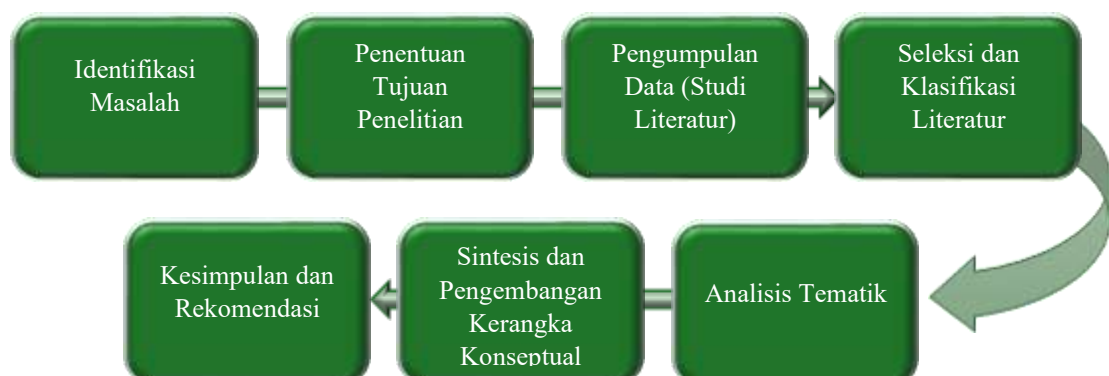 Identifikasi
Masalah
Penentuan
Tujuan
Penelitian
Pengumpulan
Data (Studi
Literatur)
Seleksi dan
Klasifikasi
Literatur
Analisis Tematik
Sintesis dan
Pengembangan
Kerangka
Konseptual
Kesimpulan dan
Rekomendasi